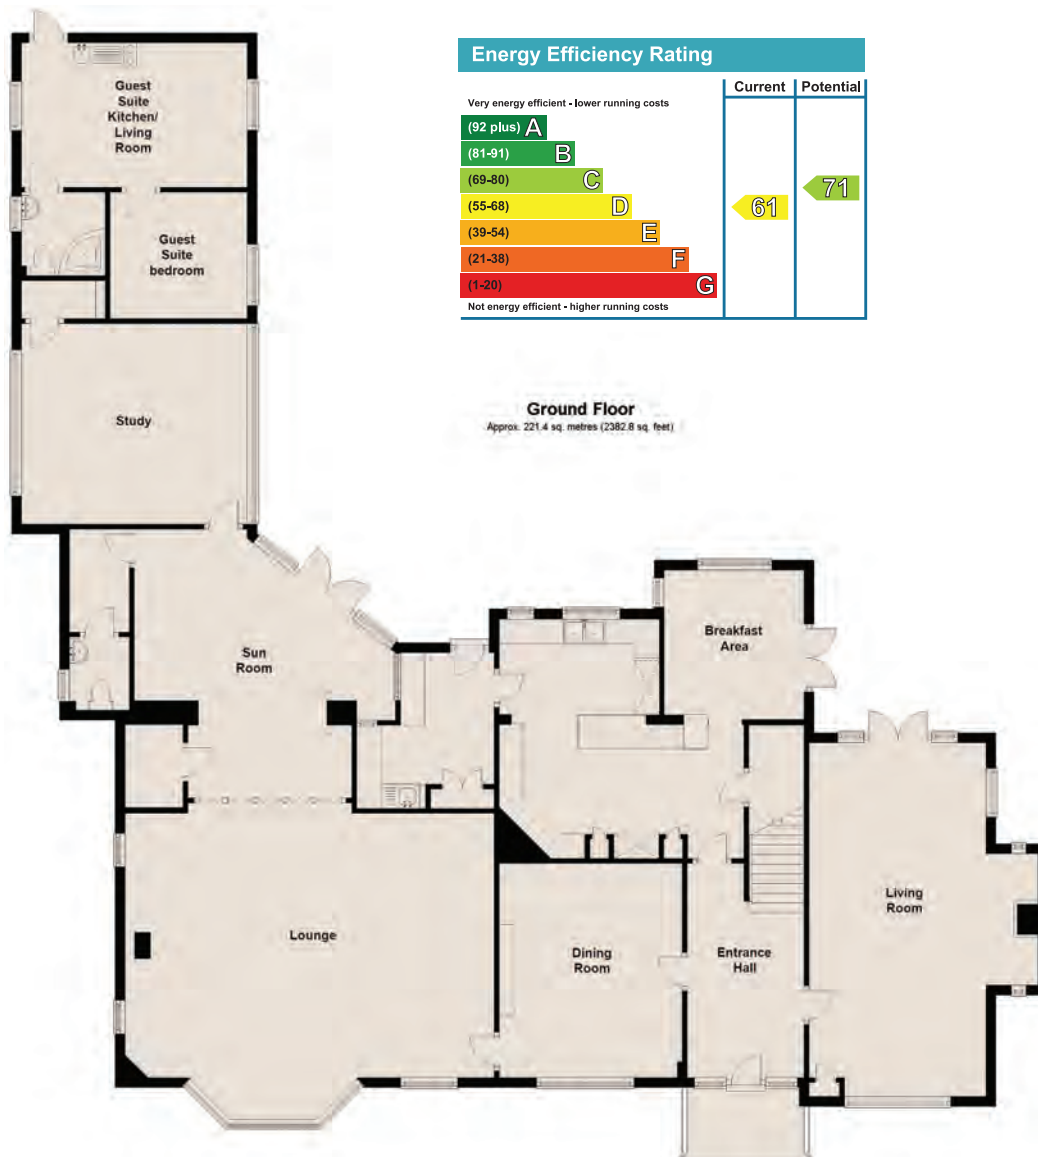 Energy Efficiency Rating
Current Potential
Very energy efficient - lower running costs
(92 plus) A
(81-91) B
(69-80) C
(55-68) D
(39-54) E
(21-38) F
(1-20) G
61
71
Not energy efficient - higher running costs
Guest
Suite
Kitchen/
Living
Room
Guest
Suite
bedroom
Study
Ground Floor
Approx. 221.4 sq. metres (2382.8 sq. feet)
Sun
Room
Breakfast
Area
Living
Room
Lounge
Dining
Room
Entrance
Hall